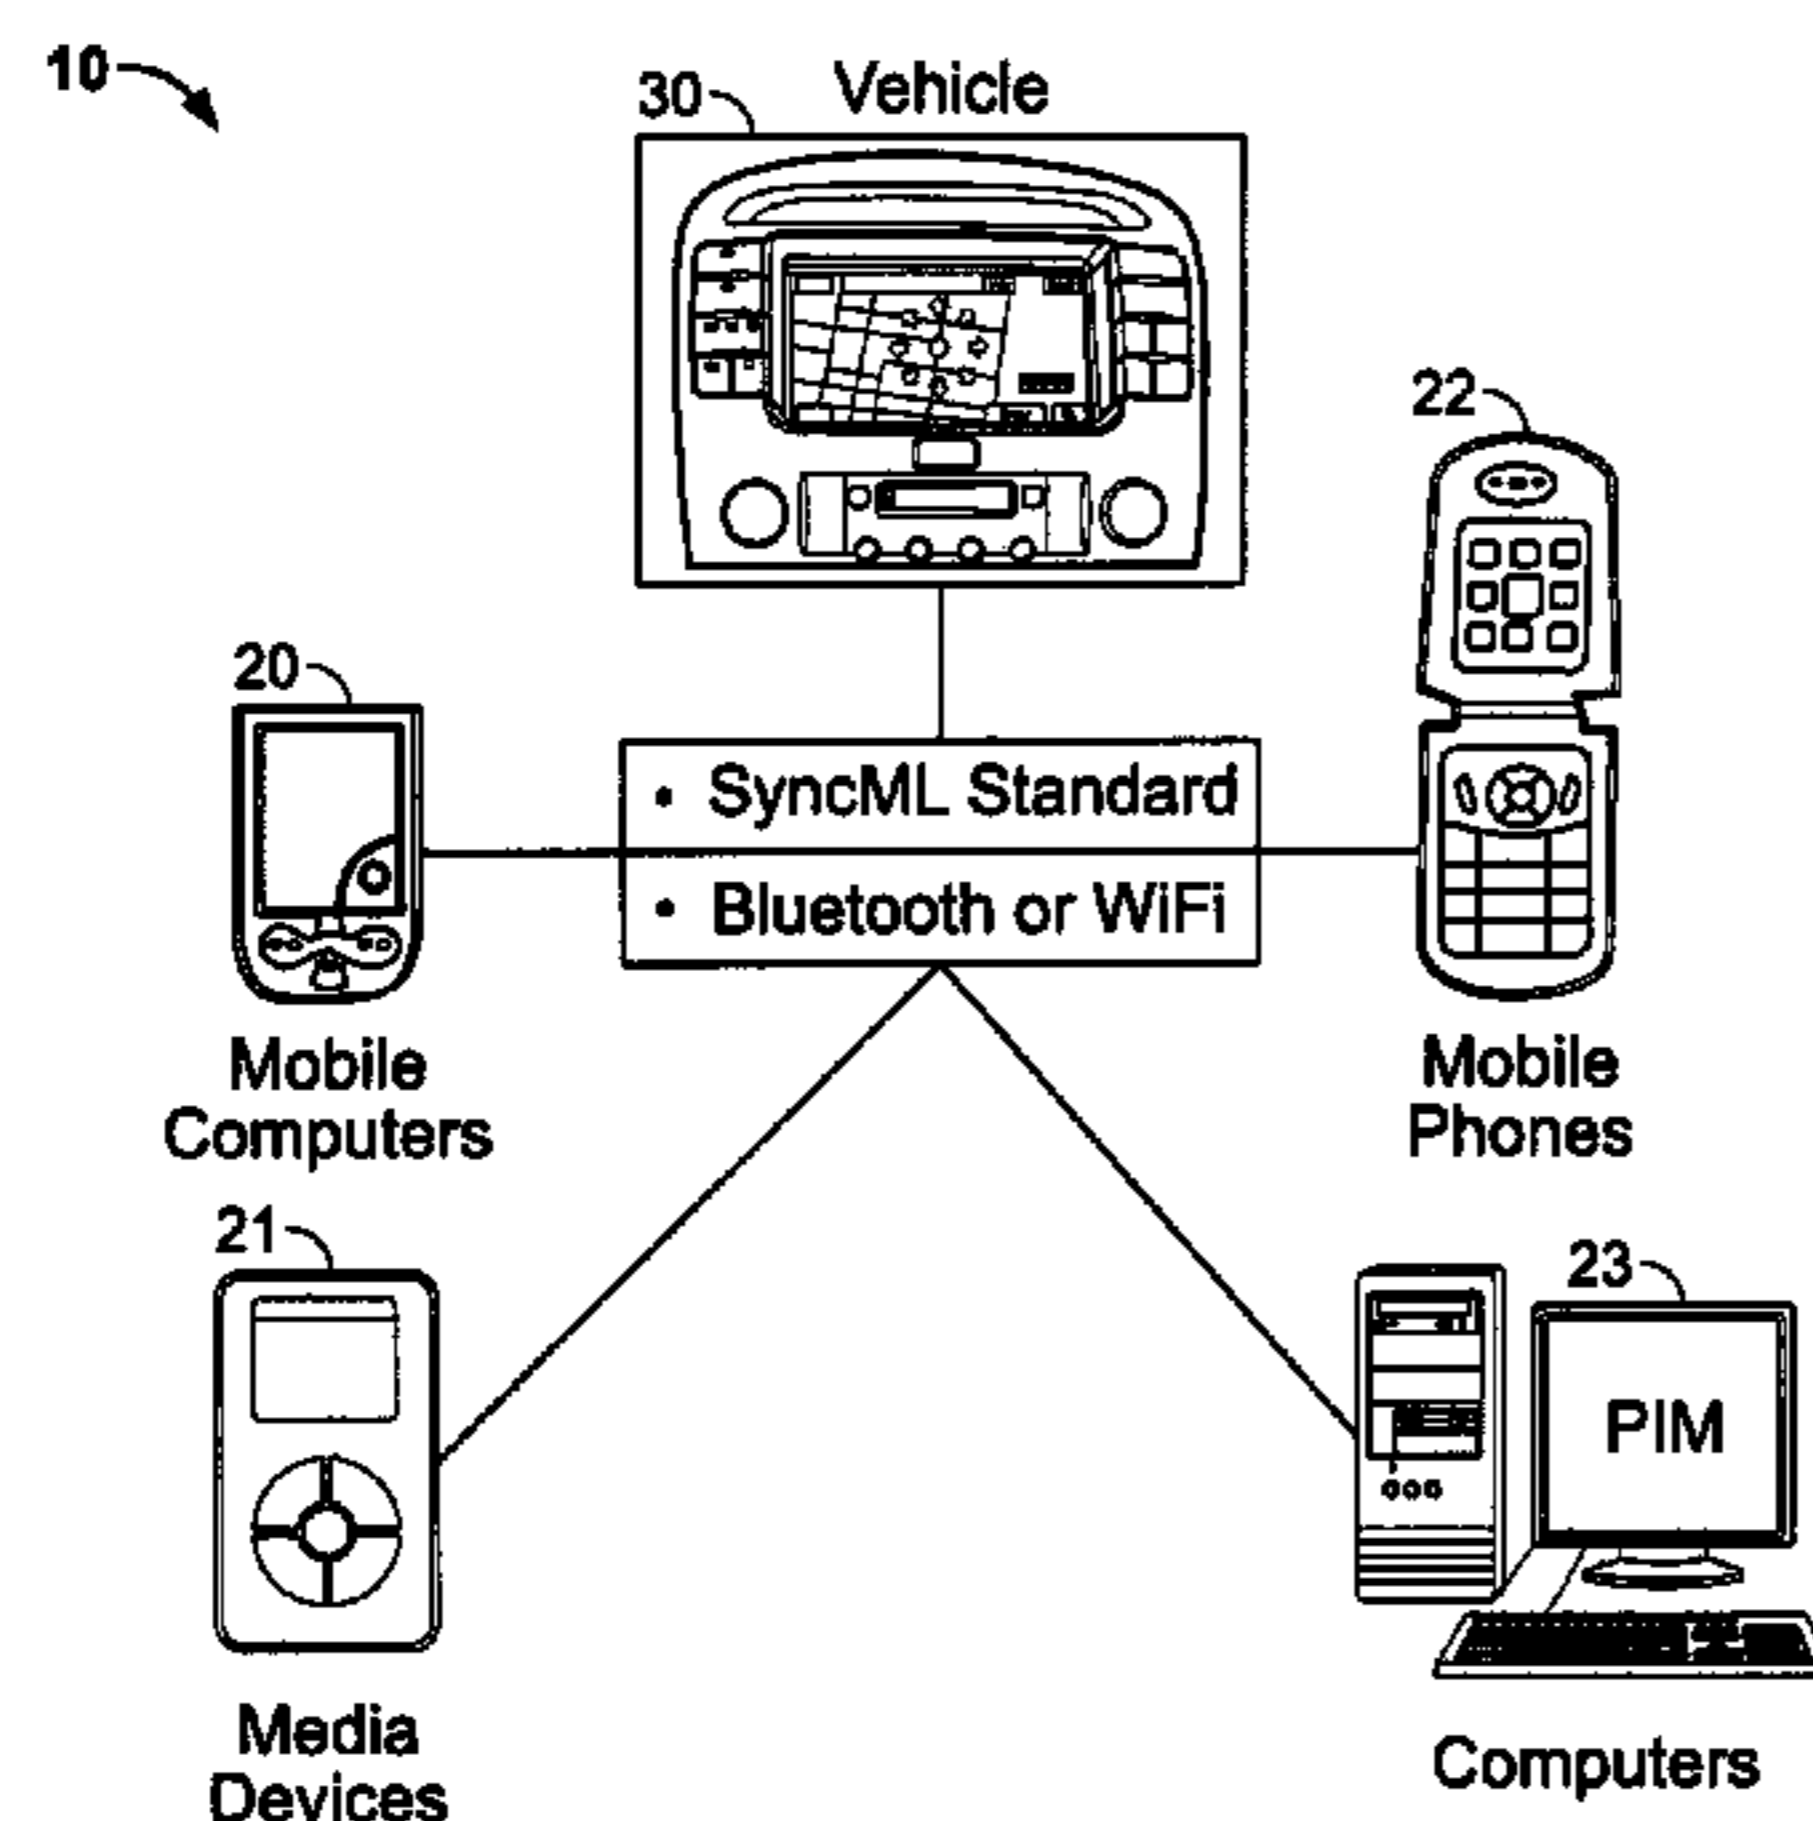 10
30
Vehicle
22
20
• SyncML Standard
• Bluetooth or WiFi
Mobile
Computers
Mobile
Phones
21
23
PIM
Media
Devices
Computers